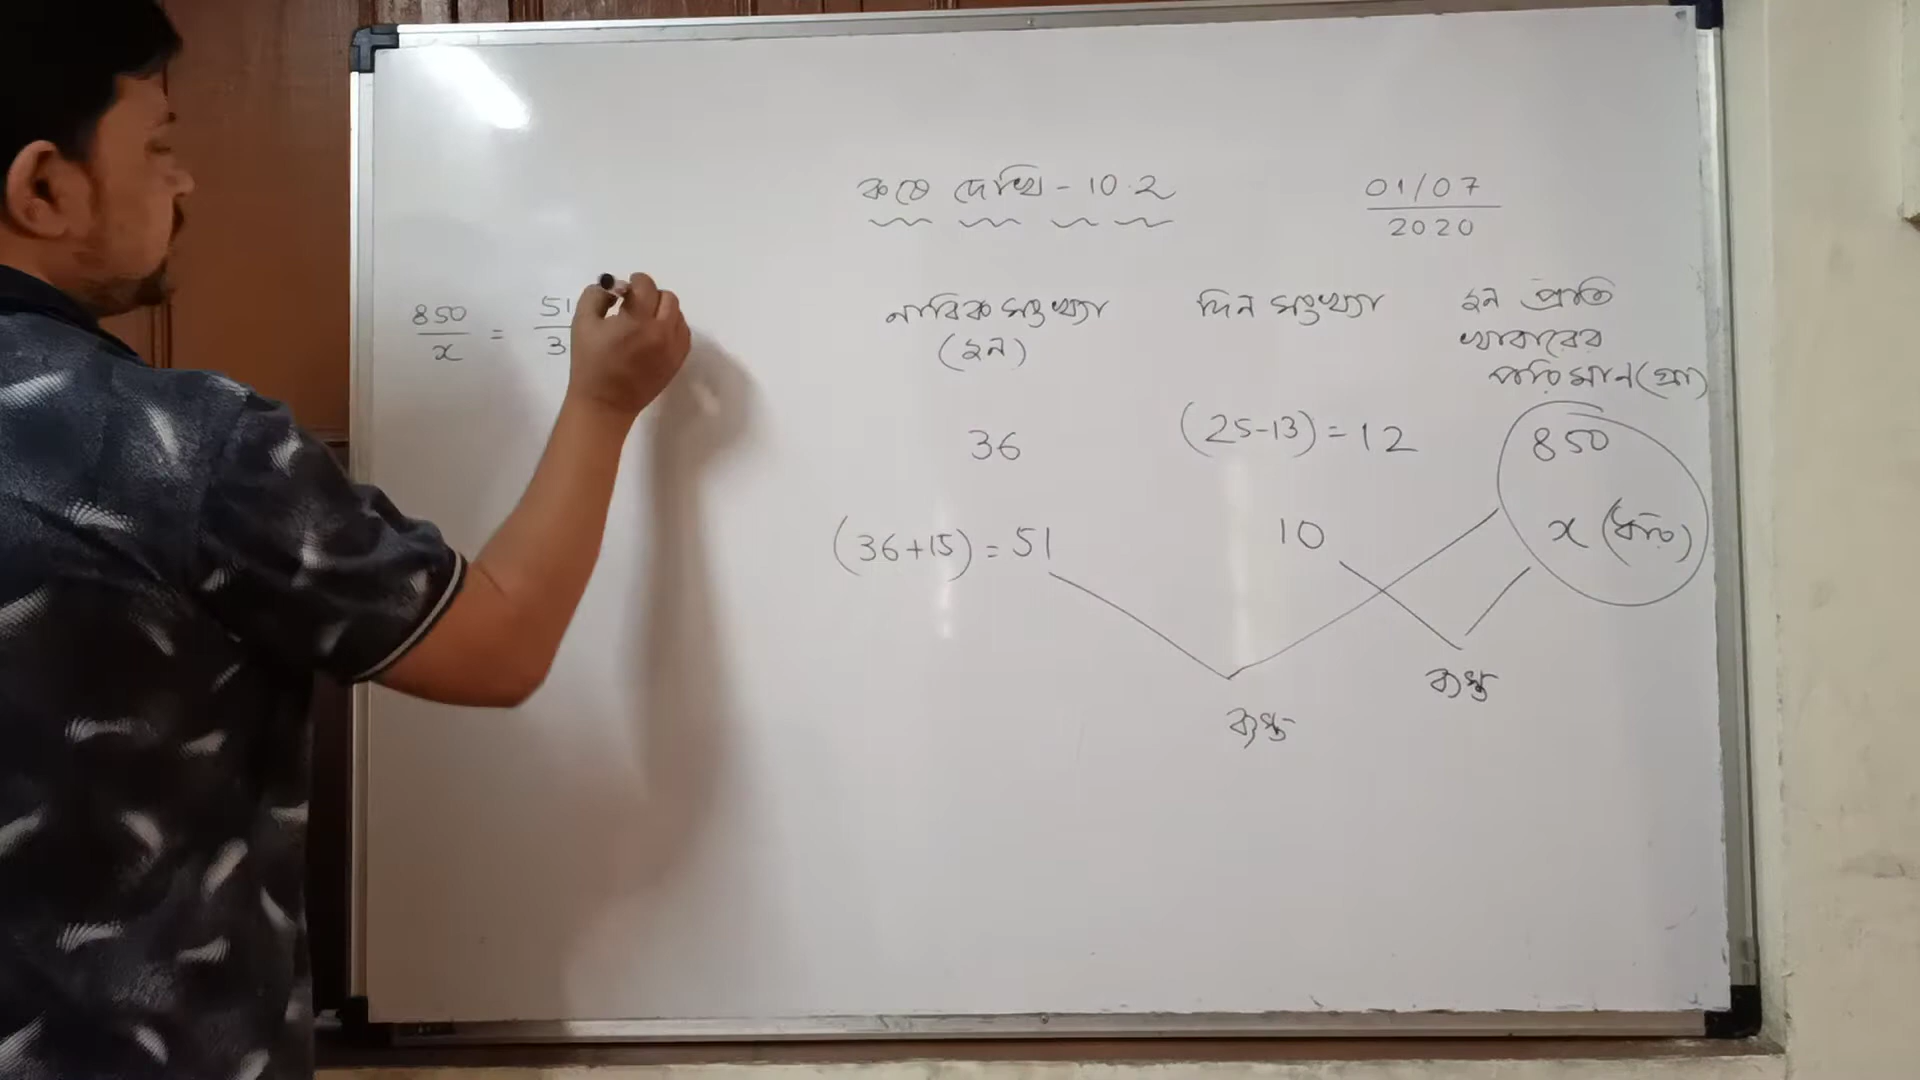 কষে দেখি - 10.2
01/07
2020
850/x = 51/3
নাবিক সংখ্যা
(জন)
দিন সংখ্যা
জন প্রতি
খাবারের
পরিমান (গ্রা)
36
(25-13) = 12
850
(36+15) = 51
10
x (ধরি)
ব্যস্ত
ব্যস্ত